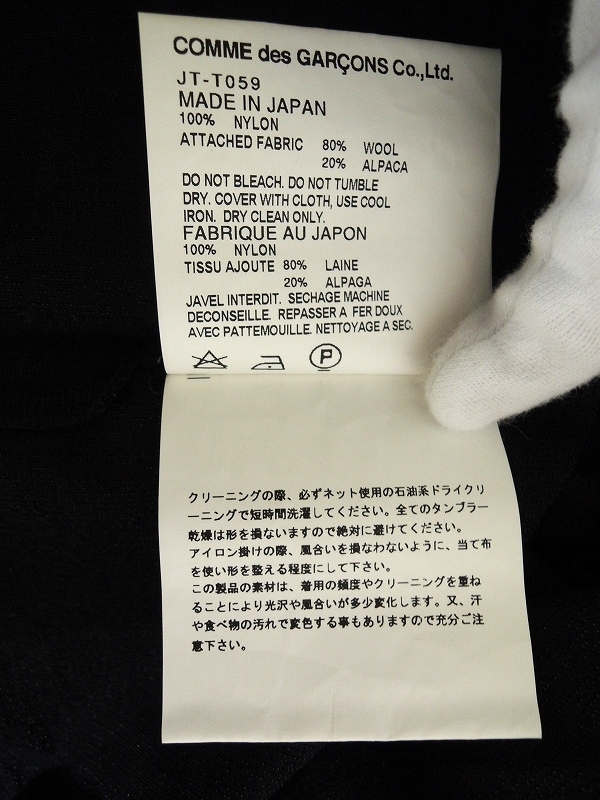 COMME des GARÇONS Co.,Ltd.
JT-T059
MADE IN JAPAN
100% NYLON
ATTACHED FABRIC 80% WOOL
20% ALPACA
DO NOT BLEACH. DO NOT TUMBLE
DRY. COVER WITH CLOTH, USE COOL
IRON. DRY CLEAN ONLY.
FABRIQUE AU JAPON
100% NYLON
TISSU AJOUTE 80% LAINE
20% ALPAGA
JAVEL INTERDIT. SECHAGE MACHINE
DECONSEILLE. REPASSER A FER DOUX
AVEC PATTEMOUILLE. NETTOYAGE A SEC.
P
クリーニングの際、必ずネット使用の石油系ドライクリ
ーニングで短時間洗濯してください。全てのタンブラー
乾燥は形を損ないますので絶対に避けてください。
アイロン掛けの際、風合いを損なわないように、当て布
を使い形を整える程度にして下さい。
この製品の素材は、着用の頻度やクリーニングを重ね
ることにより光沢や風合いが多少変化します。又、汗
や食べ物の汚れで変色する事もありますので充分ご注
意下さい。